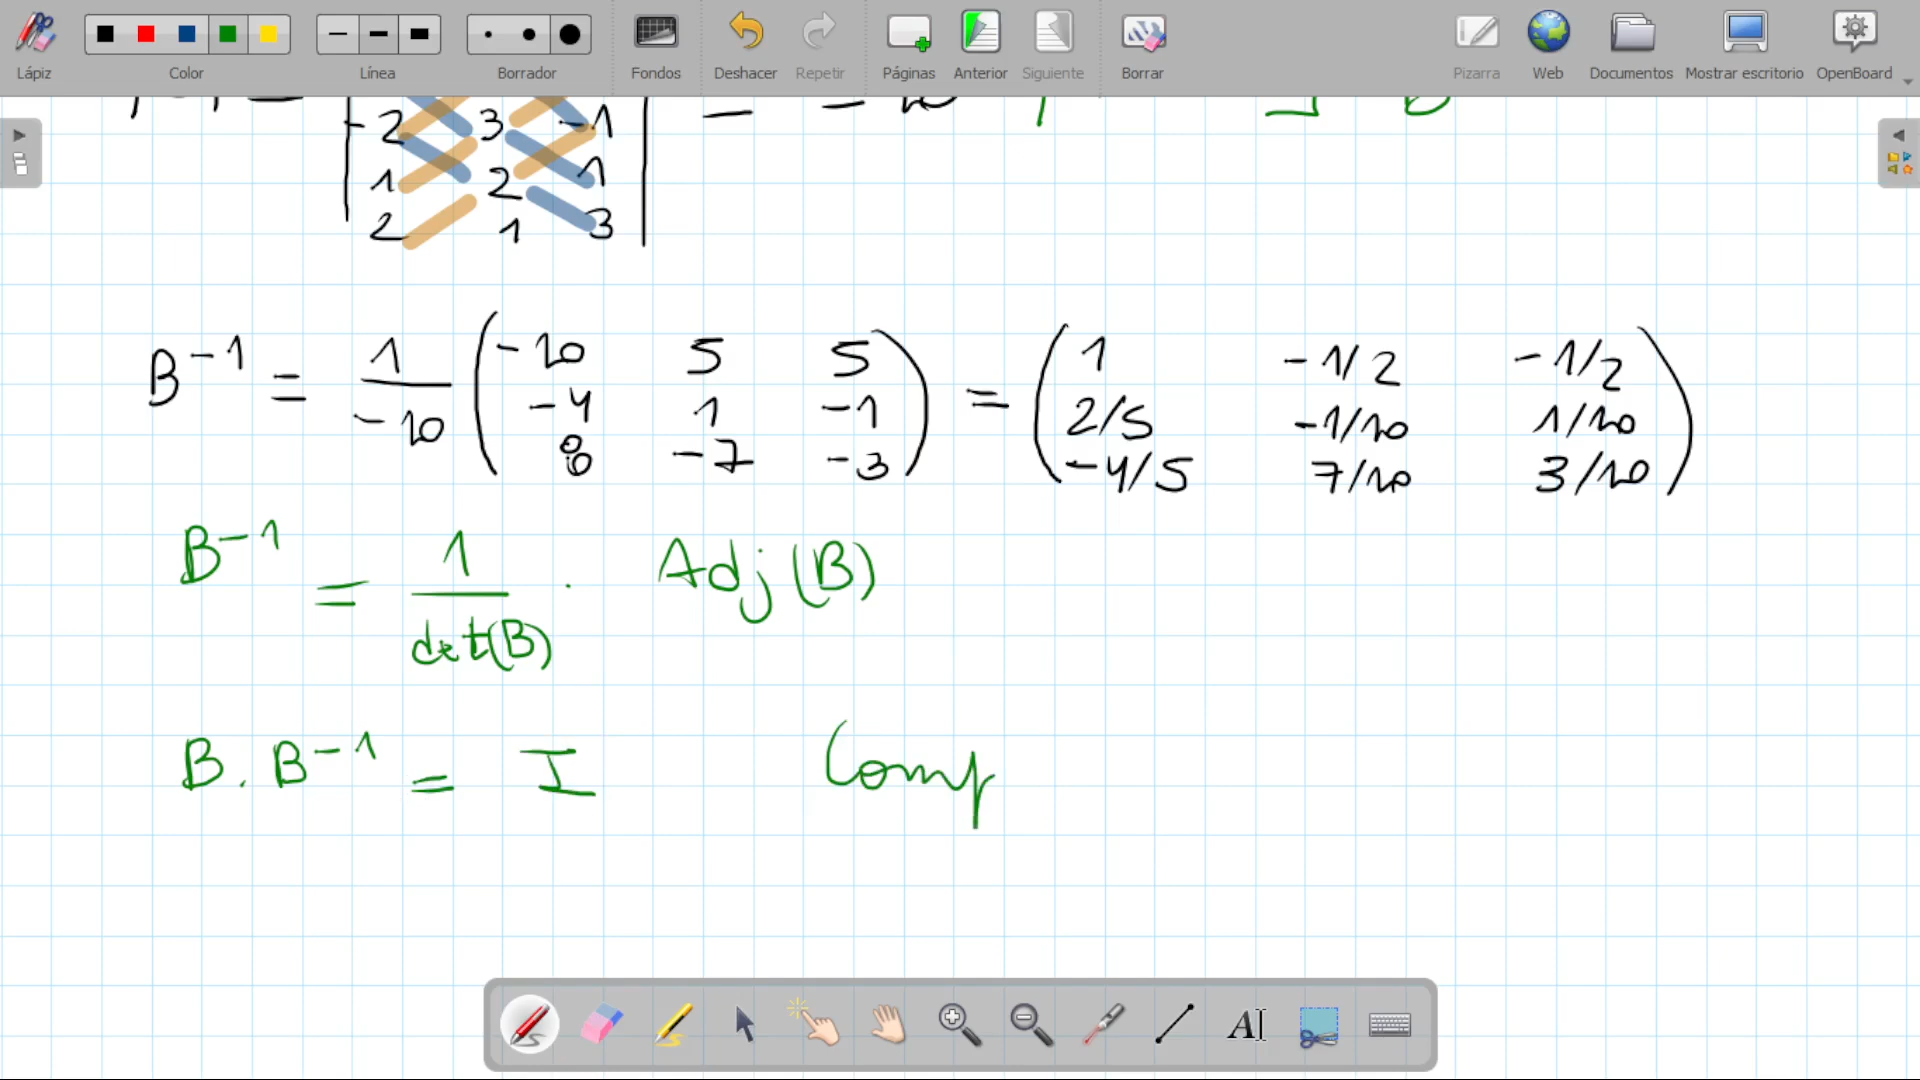 Lápiz Color Línea Borrador Fondos Deshacer Repetir Páginas Anterior Siguiente Borrar Pizarra Web Documentos Mostrar escritorio OpenBoard
-2 3 -1
1 2 1
2 1 3
B⁻¹ = 1/-10 (-10 5 5 = (1 -1/2 -1/2
-4 1 -1 2/5 -1/10 1/10
8 -7 -3) -4/5 7/10 3/10)
B⁻¹ = 1/det(B) · Adj(B)
B . B⁻¹ = I Comp
AI